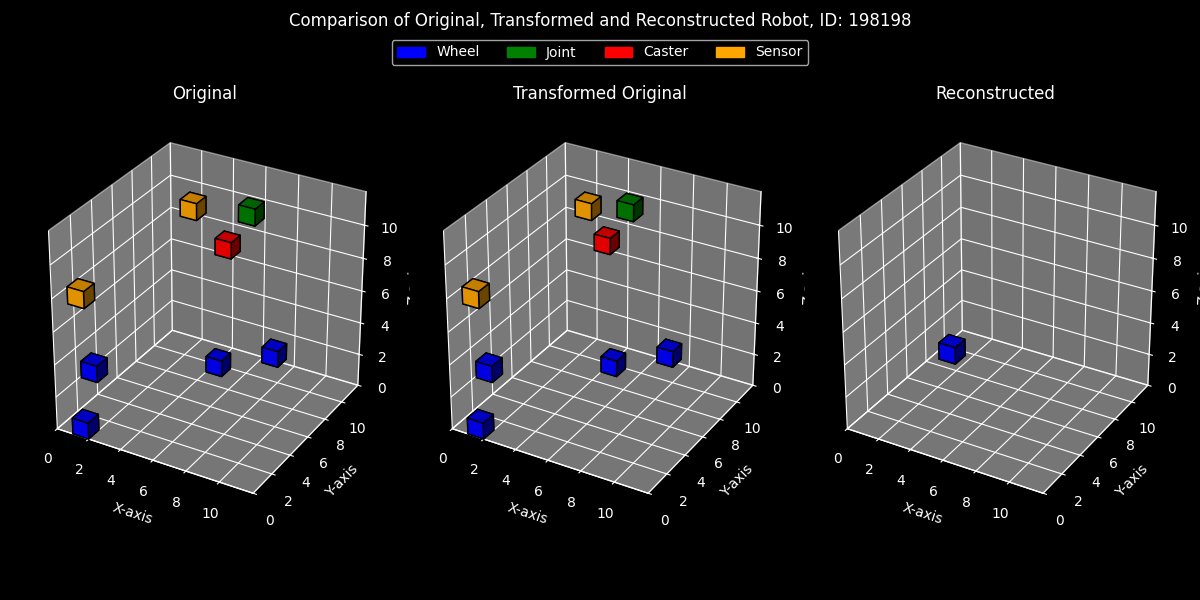 Comparison of Original, Transformed and Reconstructed Robot, ID: 198198
Wheel Joint Caster Sensor
Original
Transformed Original
Reconstructed
0 2 4 6 8 10
X-axis
0 2 4 6 8 10
Y-axis
0 2 4 6 8 10
0 2 4 6 8 10
X-axis
0 2 4 6 8 10
Y-axis
0 2 4 6 8 10
0 2 4 6 8 10
X-axis
0 2 4 6 8 10
Y-axis
0 2 4 6 8 10